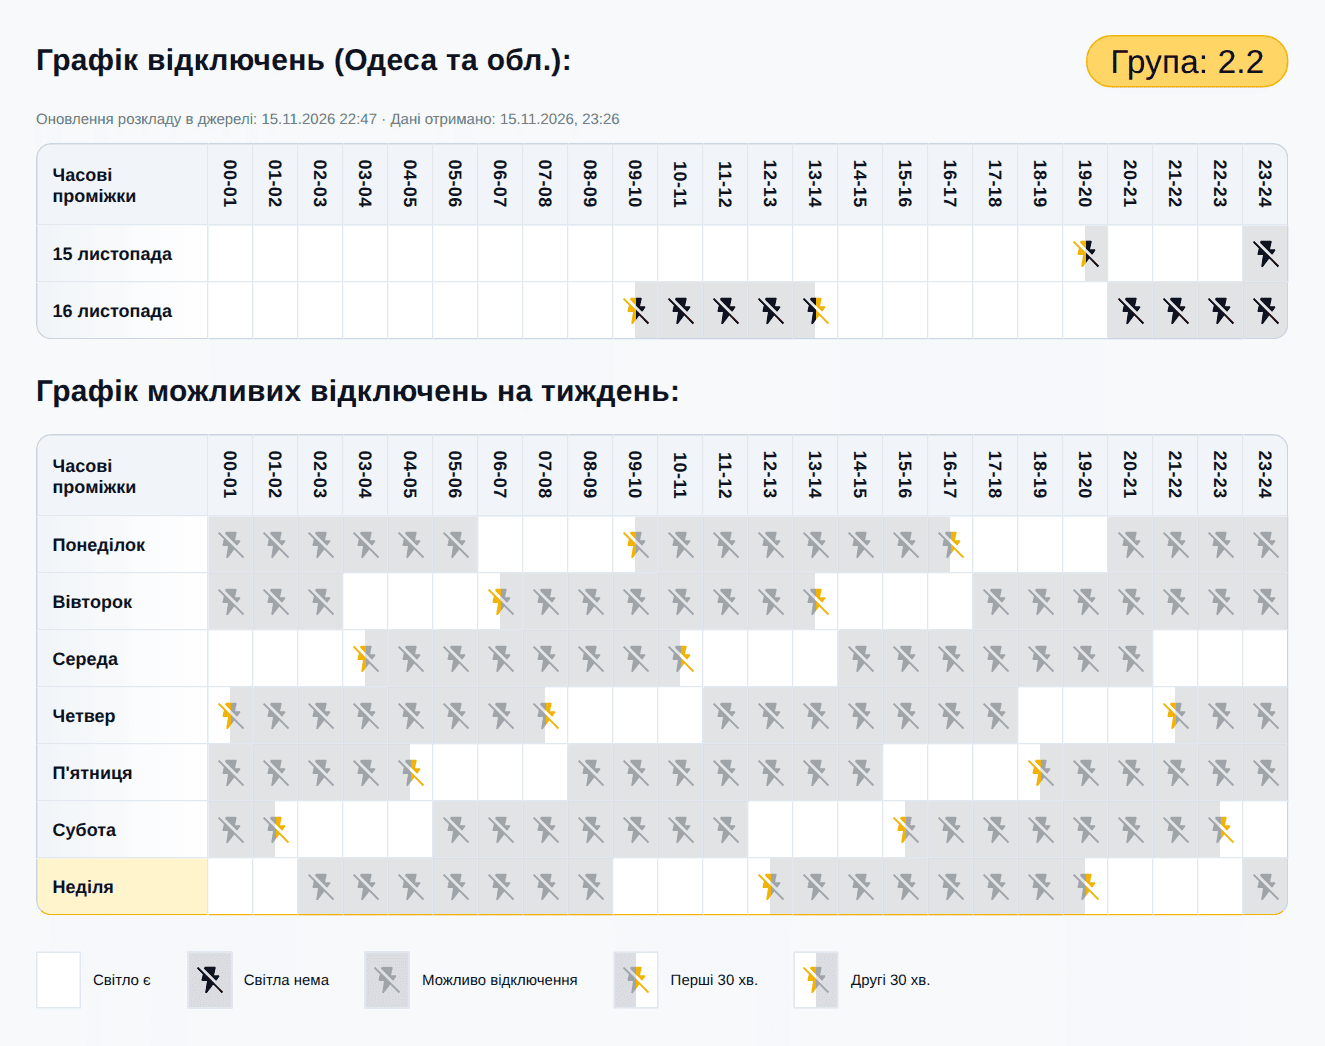 Графік відключень (Одеса та обл.):
Група: 2.2
Оновлення розкладу в джерелі: 15.11.2026 22:47 · Дані отримано: 15.11.2026, 23:26
Часові проміжки 00-01 01-02 02-03 03-04 04-05 05-06 06-07 07-08 08-09 09-10 10-11 11-12 12-13 13-14 14-15 15-16 16-17 17-18 18-19 19-20 20-21 21-22 22-23 23-24
15 листопада
16 листопада
Графік можливих відключень на тиждень:
Часові проміжки 00-01 01-02 02-03 03-04 04-05 05-06 06-07 07-08 08-09 09-10 10-11 11-12 12-13 13-14 14-15 15-16 16-17 17-18 18-19 19-20 20-21 21-22 22-23 23-24
Понеділок
Вівторок
Середа
Четвер
П'ятниця
Субота
Неділя
Світло є Світла нема Можливо відключення Перші 30 хв. Другі 30 хв.